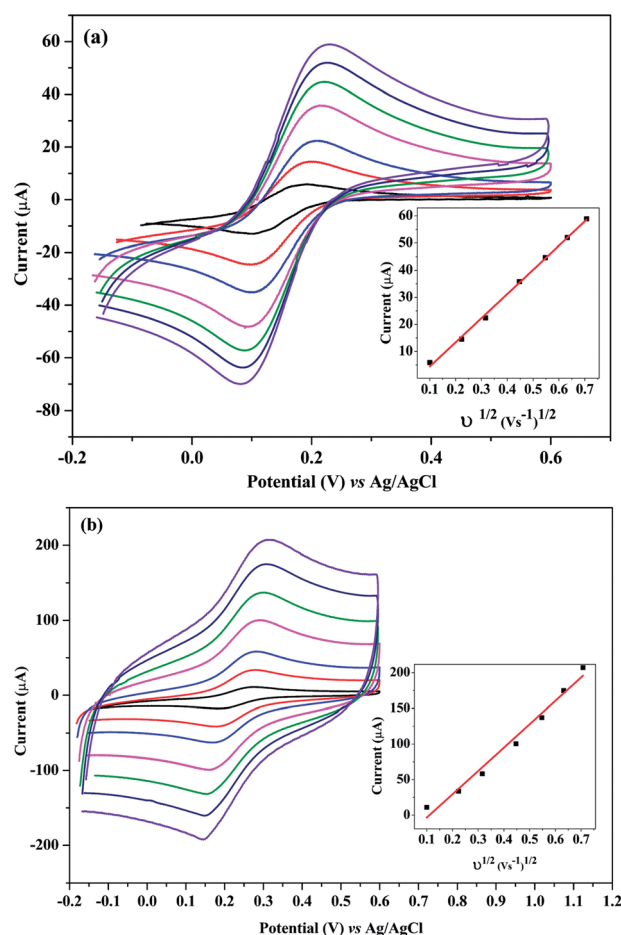 (a)
60
40
20
0
-20
-40
-60
-80
Current (µA)
-0.2 0.0 0.2 0.4 0.6
Potential (V) vs Ag/AgCl
60
50
40
30
20
10
Current (µA)
0.1 0.2 0.3 0.4 0.5 0.6 0.7
υ 1/2 (Vs-1)1/2
(b)
200
100
0
-100
-200
Current (µA)
-0.2 -0.1 0.0 0.1 0.2 0.3 0.4 0.5 0.6 0.7 0.8 0.9 1.0 1.1 1.2
Potential (V) vs Ag/AgCl
200
150
100
50
0
Current (µA)
0.1 0.2 0.3 0.4 0.5 0.6 0.7
υ1/2 (Vs-1)1/2